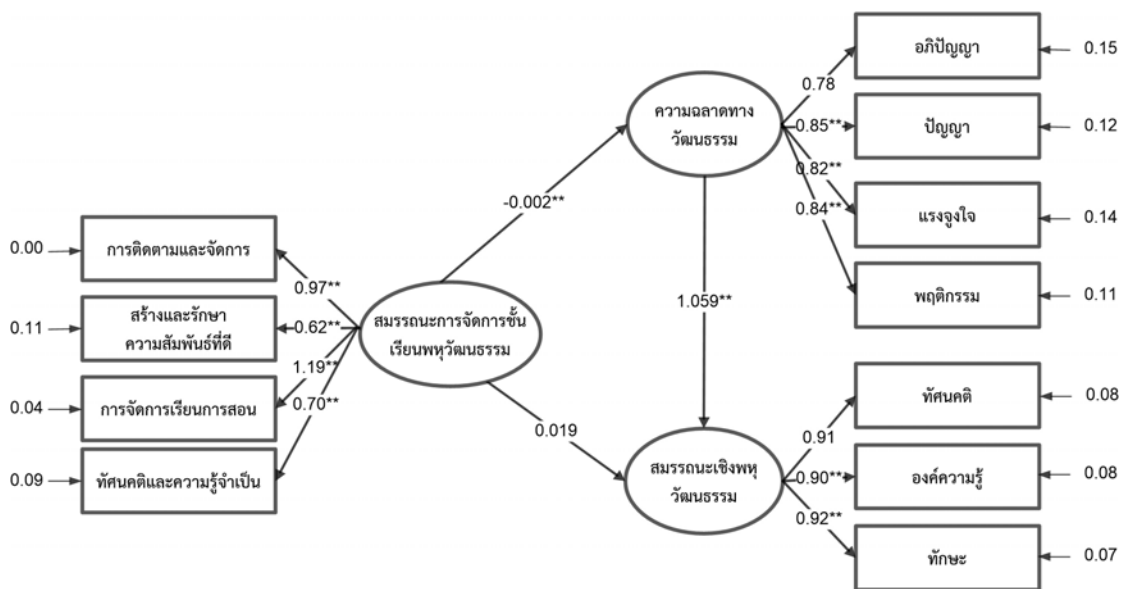 อภิปัญญา
0.15
0.78
ความฉลาดทาง
วัฒนธรรม
0.85**
ปัญญา
0.12
0.82**
แรงจูงใจ
0.14
0.84**
พฤติกรรม
0.11
-0.002**
0.00
การติดตามและจัดการ
0.97**
0.11
สร้างและรักษา
ความสัมพันธ์ที่ดี
0.62**
สมรรถนะการจัดการชั้น
เรียนพหุวัฒนธรรม
1.059**
1.19**
0.04
การจัดการเรียนการสอน
0.70**
0.09
ทัศนคติและความรู้จำเป็น
0.019
ทัศนคติ
0.08
0.91
สมรรถนะเชิงพหุ
วัฒนธรรม
0.90**
องค์ความรู้
0.08
0.92**
ทักษะ
0.07